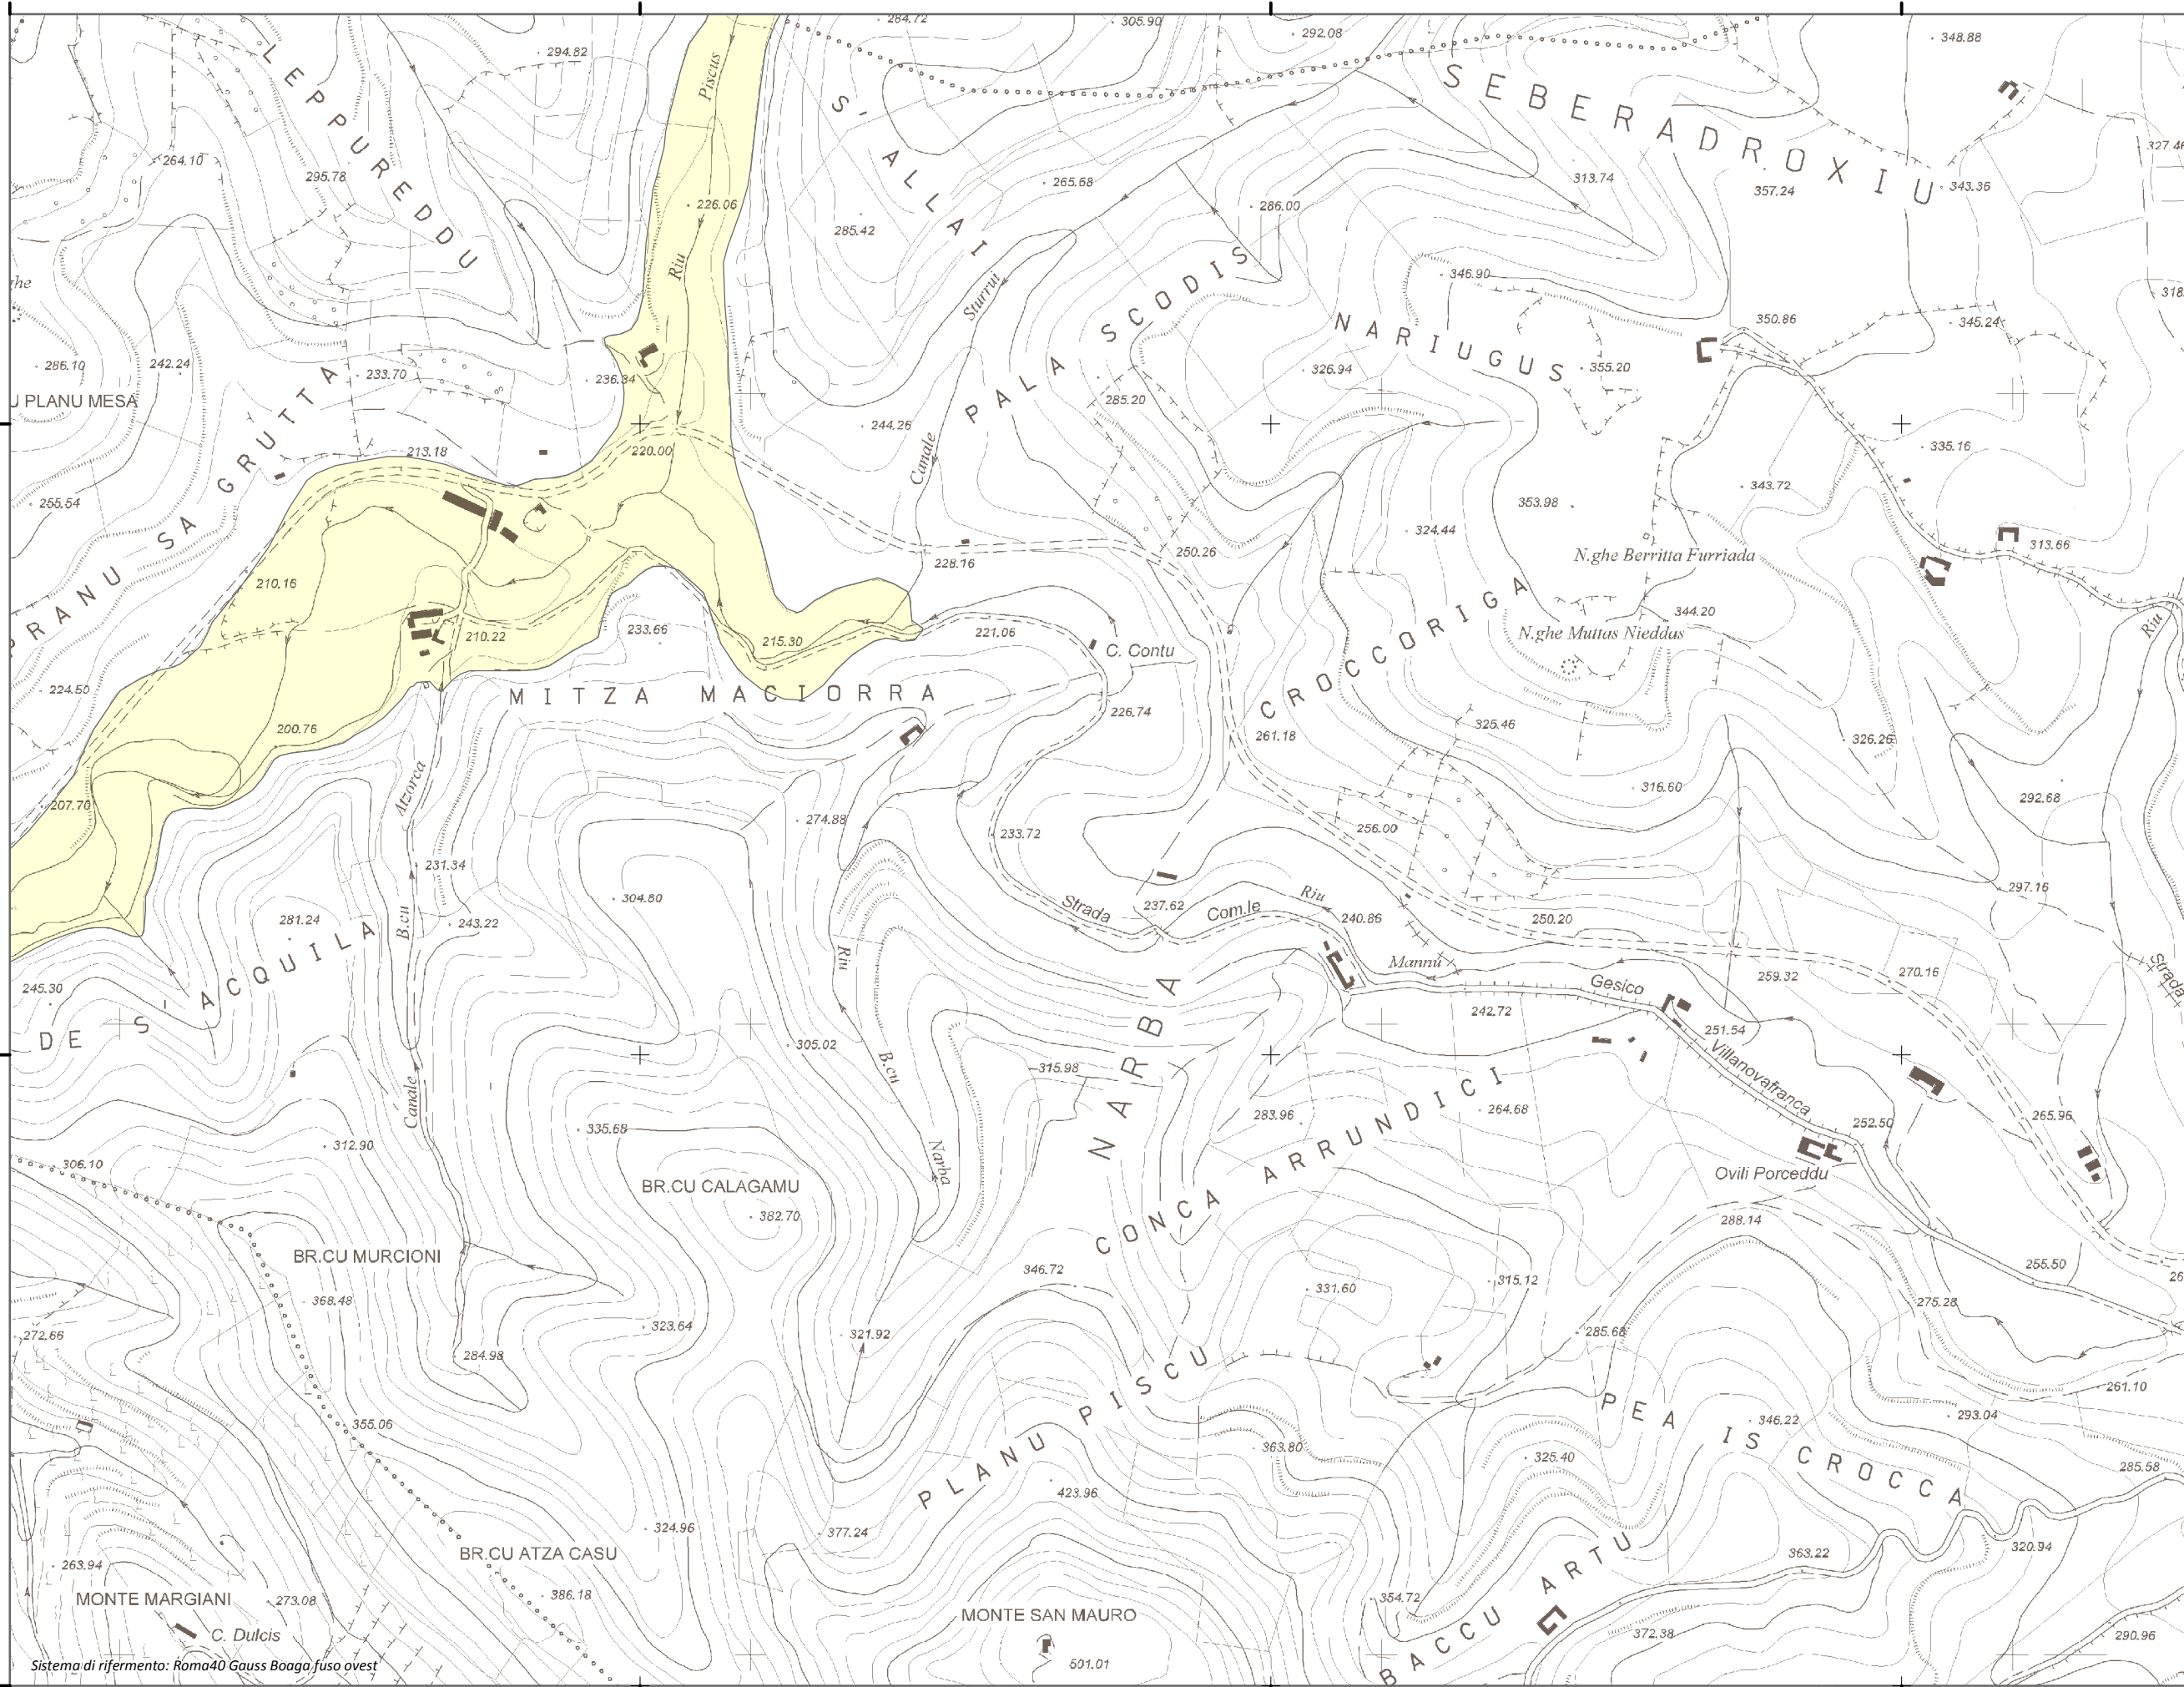 284.72
305.90
292.08
348.88
294.82
LEPPUREDDU
Piscus
S' ALLAI
SEBERADROXIU
264.10
295.78
226.06
265.68
286.00
313.74
357.24
343.36
285.42
Riu
Sturrui
PALA SCODIS
346.90
NARIUGUS
350.86
345.24
286.10
242.24
233.70
236.34
285.20
326.94
355.20
PLANU MESA
PRANU SA GRUTTA
213.18
220.00
244.26
Canale
335.16
255.54
353.98
343.72
324.44
250.26
N.ghe Berritta Furriada
313.66
228.16
210.16
344.20
N.ghe Muttas Nieddas
210.22
233.66
215.30
221.06
C. Contu
CROCCORIGA
Riu
224.50
MITZA MACIORRA
226.74
200.76
261.18
325.46
326.26
207.70
Atzorca
274.88
233.72
256.00
316.60
292.68
231.34
304.80
297.16
281.24
B.cu
243.22
Strada
237.62
Com.le
Riu
240.86
250.20
DE S' ACQUILA
Riu
Mannu
Gesico
259.32
270.16
Strada
245.30
242.72
251.54
Villanovafranca
NARBA
305.02
B.cu
315.98
Canale
283.96
CONCA ARRUNDICI
264.68
252.50
265.96
312.90
335.68
Narba
Ovili Porceddu
306.10
BR.CU CALAGAMU
382.70
288.14
BR.CU MURCIONI
346.72
255.50
368.48
331.60
315.12
275.28
272.66
323.64
321.92
285.68
284.98
PLANU PISCU
261.10
355.06
363.80
PEA IS CROCCA
346.22
293.04
325.40
285.58
423.96
324.96
377.24
263.94
BR.CU ATZA CASU
363.22
320.94
386.18
MONTE MARGIANI
273.08
MONTE SAN MAURO
354.72
BACCU ARTU
C. Dulcis
372.38
290.96
501.01
Sistema di rifermento: Roma40 Gauss Boaga fuso ovest